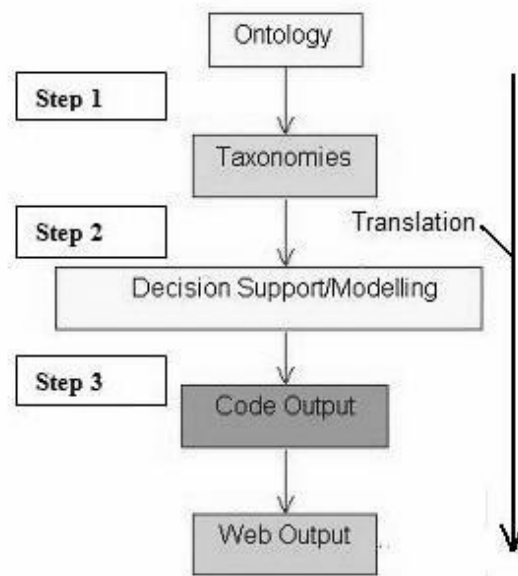 Ontology
Step 1
Taxonomies
Step 2
Translation
Decision Support/Modelling
Step 3
Code Output
Web Output